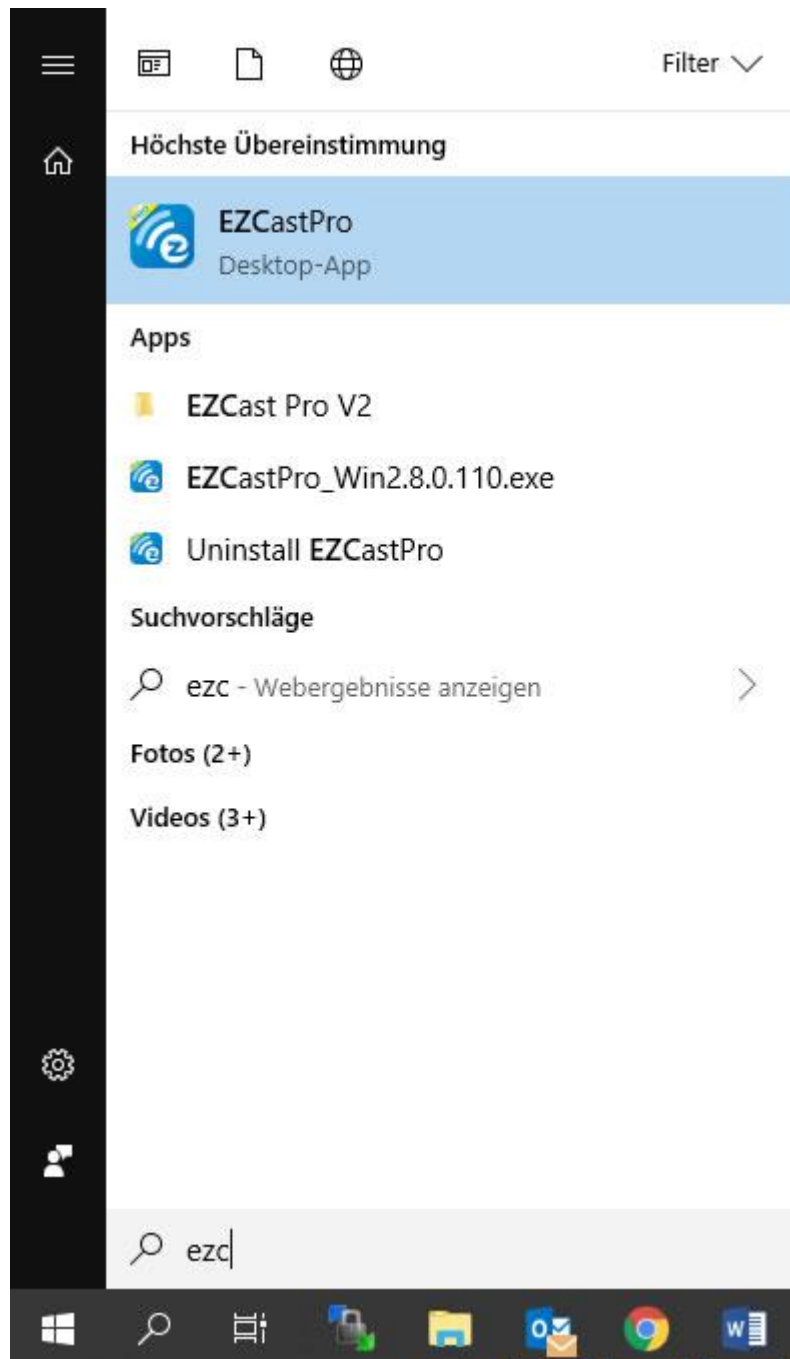 Filter
Höchste Übereinstimmung
EZCastPro
Desktop-App
Apps
EZCast Pro V2
EZCastPro_Win2.8.0.110.exe
Uninstall EZCastPro
Suchvorschläge
ezc - Webergebnisse anzeigen
Fotos (2+)
Videos (3+)
ezc